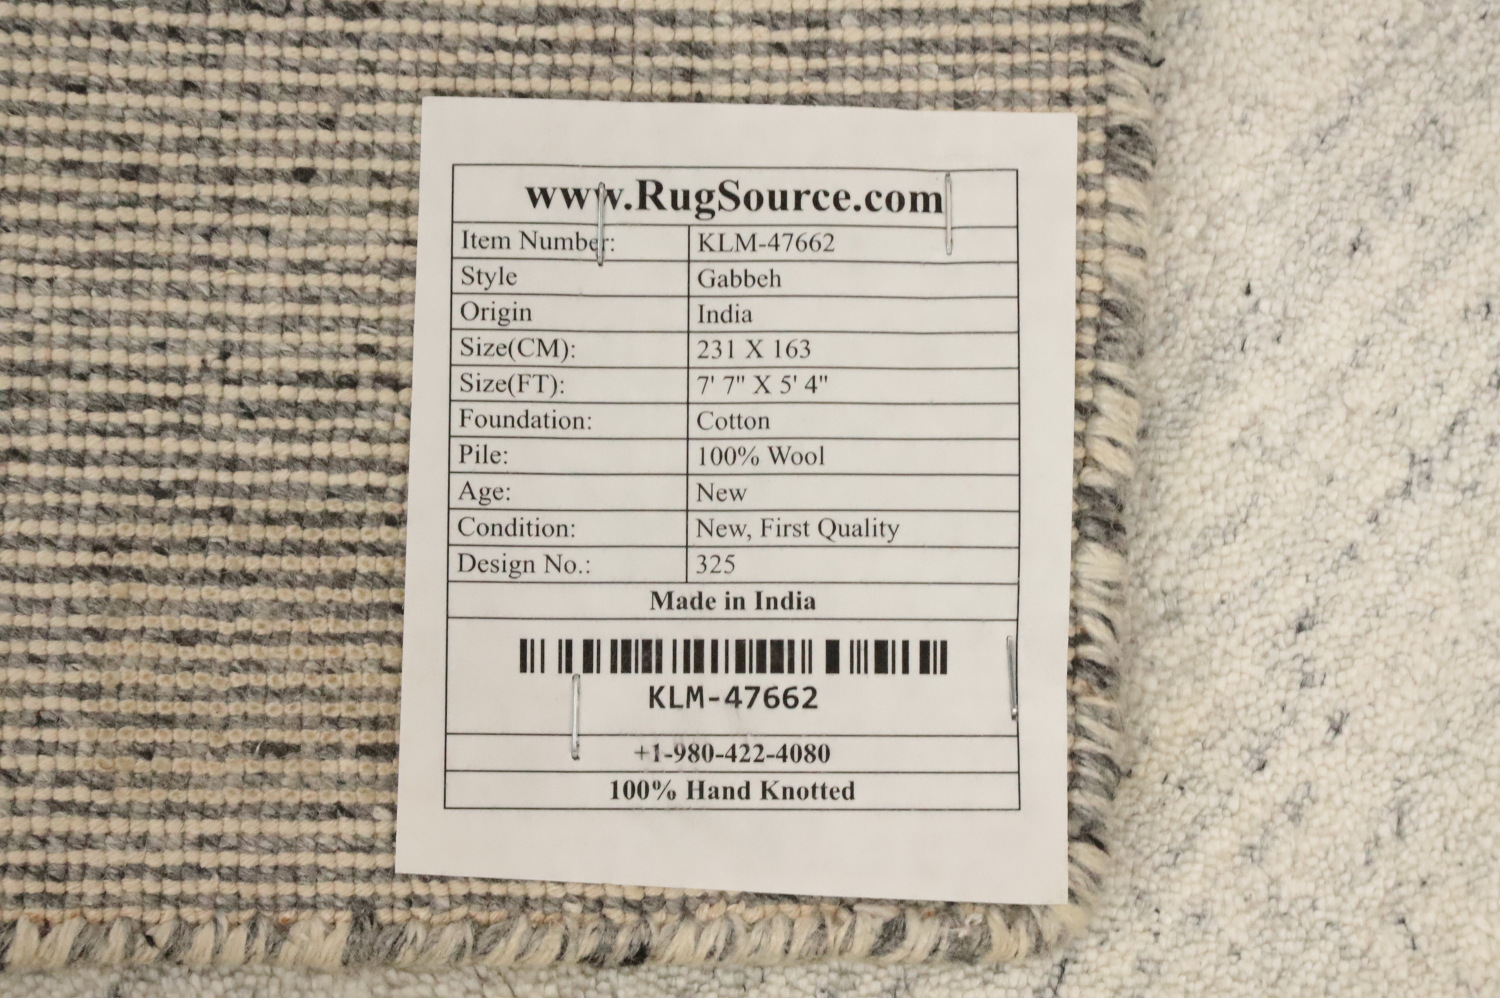 www.RugSource.com
Item Number: KLM-47662
Style Gabbeh
Origin India
Size(CM): 231 X 163
Size(FT): 7' 7" X 5' 4"
Foundation: Cotton
Pile: 100% Wool
Age: New
Condition: New, First Quality
Design No.: 325
Made in India
KLM-47662
+1-980-422-4080
100% Hand Knotted